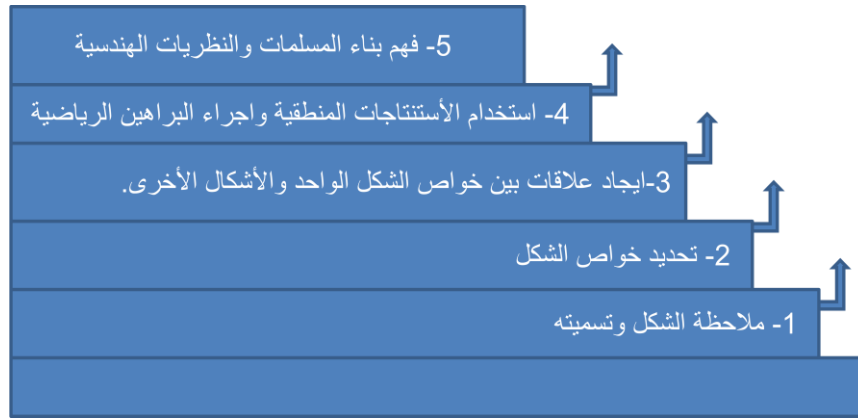 5- فهم بناء المسلمات والنظريات الهندسية
4- استخدام الأستنتاجات المنطقية واجراء البراهين الرياضية
3-ايجاد علاقات بين خواص الشكل الواحد والأشكال الأخرى.
2- تحديد خواص الشكل
1- ملاحظة الشكل وتسميته